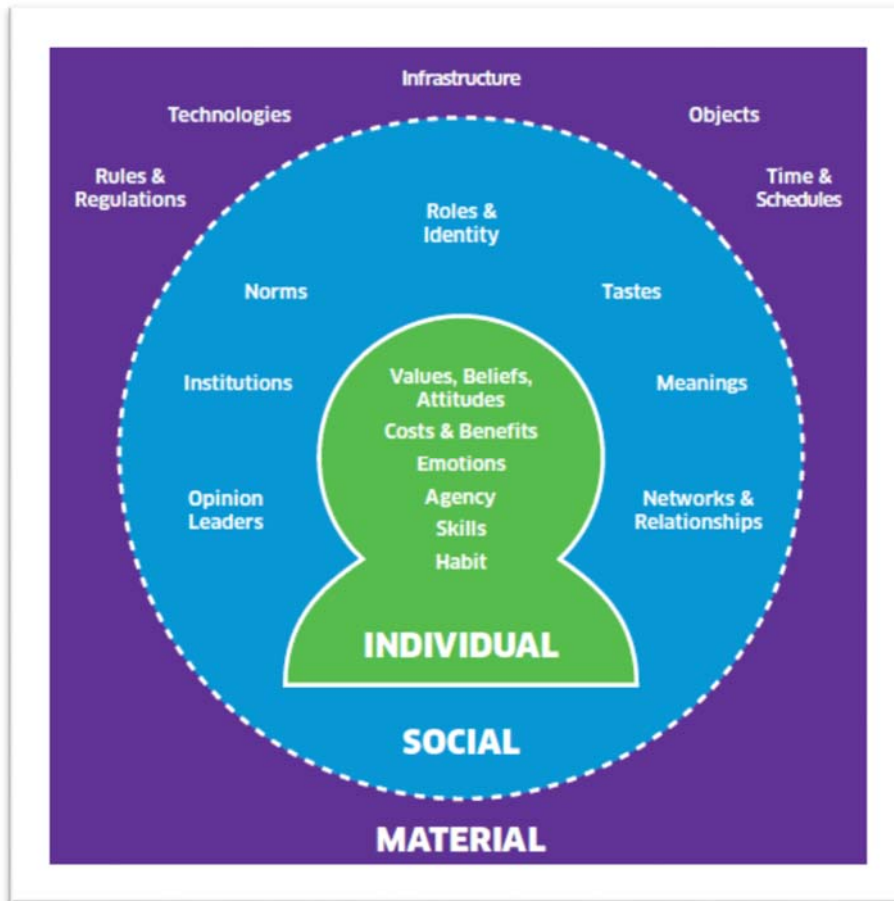 Infrastructure
Technologies
Objects
Rules &
Regulations
Time &
Schedules
Roles &
Identity
Norms
Tastes
Institutions
Values, Beliefs,
Attitudes
Meanings
Costs & Benefits
Emotions
Agency
Opinion
Leaders
Networks &
Relationships
Skills
Habit
INDIVIDUAL
SOCIAL
MATERIAL